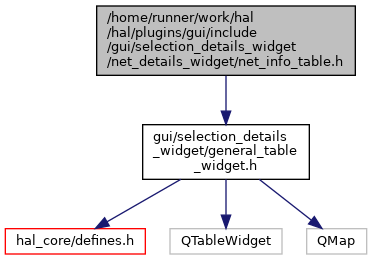 /home/runner/work/hal
/hal/plugins/gui/include
/gui/selection_details_widget
/net_details_widget/net_info_table.h
gui/selection_details
_widget/general_table
_widget.h
hal_core/defines.h
QTableWidget
QMap